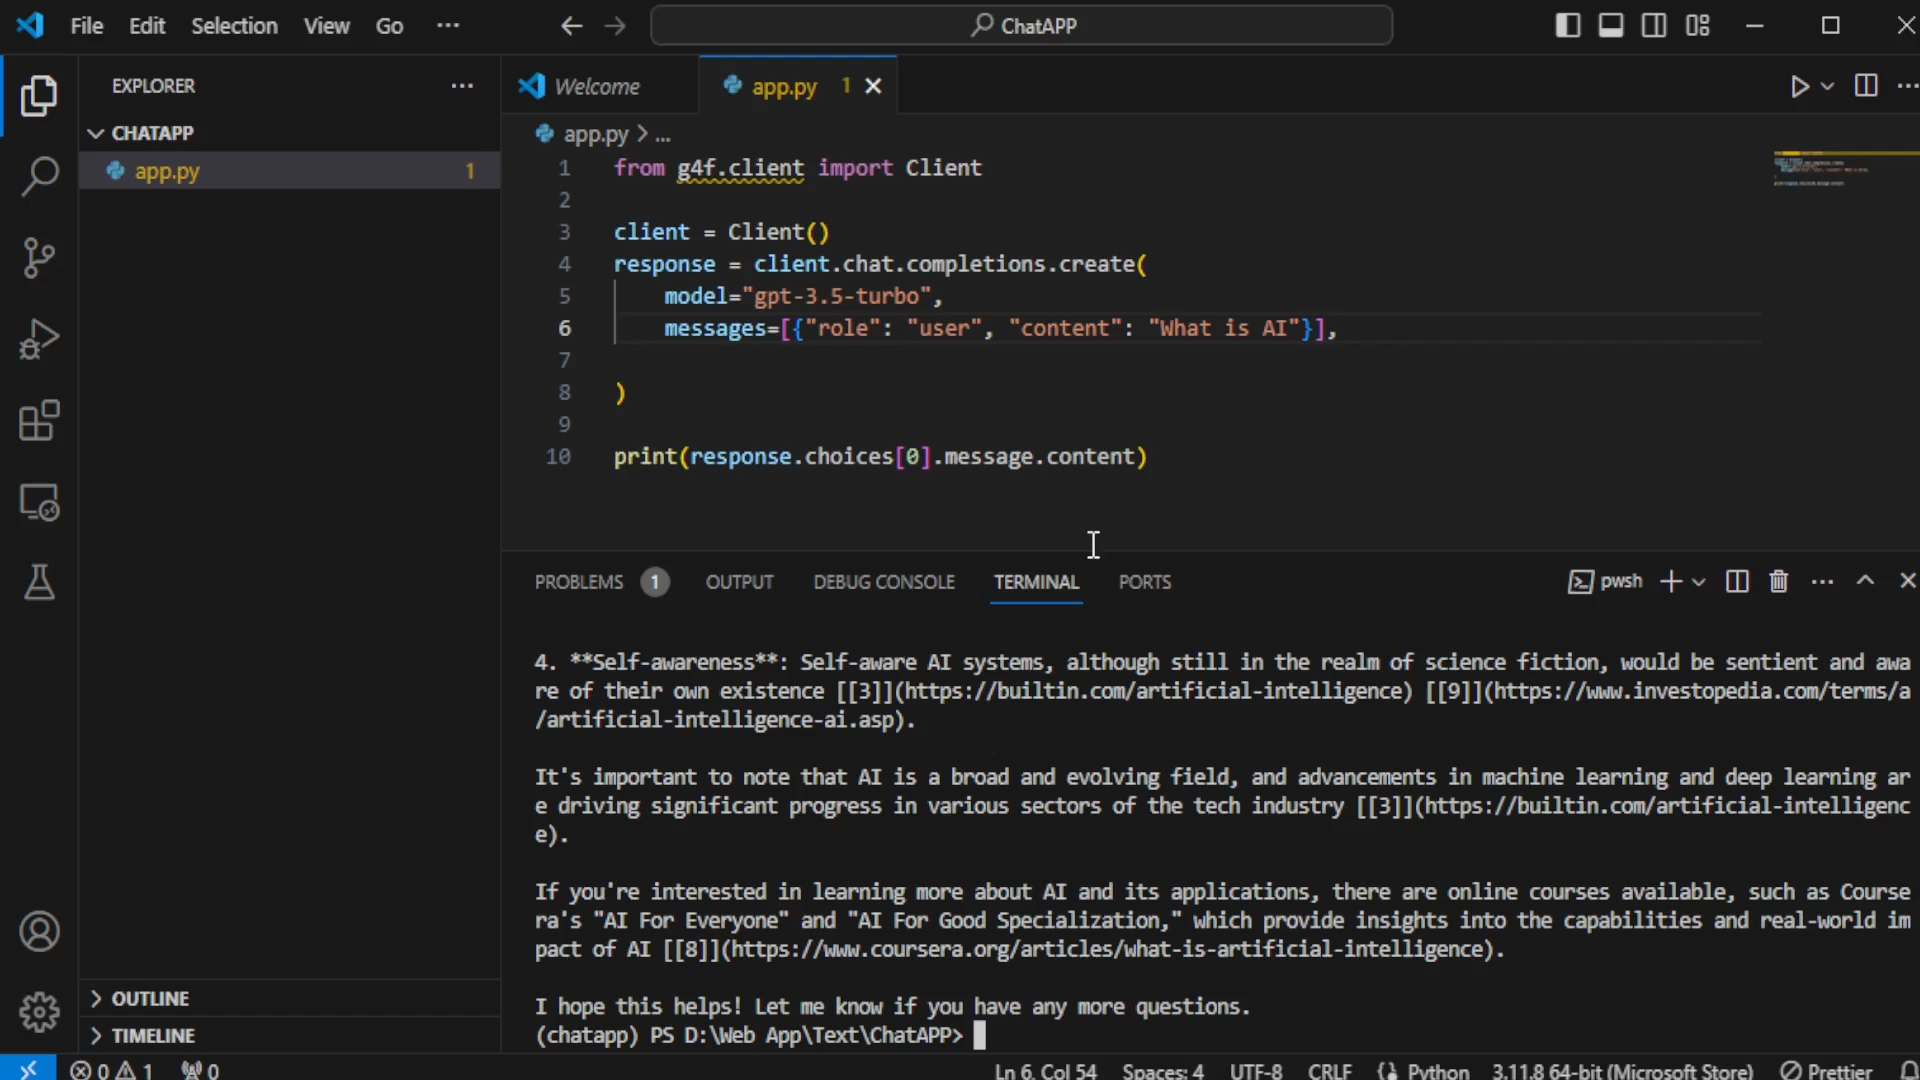 File Edit Selection View Go ···
ChatAPP
EXPLORER ···
CHATAPP
app.py 1
OUTLINE
TIMELINE
Welcome
app.py 1
app.py > ...
1 from g4f.client import Client
2
3 client = Client()
4 response = client.chat.completions.create(
5     model="gpt-3.5-turbo",
6     messages=[{"role": "user", "content": "What is AI"}],
7
8 )
9
10 print(response.choices[0].message.content)
PROBLEMS 1 OUTPUT DEBUG CONSOLE TERMINAL PORTS
pwsh
4. **Self-awareness**: Self-aware AI systems, although still in the realm of science fiction, would be sentient and awa
re of their own existence [[3]](https://builtin.com/artificial-intelligence) [[9]](https://www.investopedia.com/terms/a
/artificial-intelligence-ai.asp).
It's important to note that AI is a broad and evolving field, and advancements in machine learning and deep learning ar
e driving significant progress in various sectors of the tech industry [[3]](https://builtin.com/artificial-intelligenc
e).
If you're interested in learning more about AI and its applications, there are online courses available, such as Course
ra's "AI For Everyone" and "AI For Good Specialization," which provide insights into the capabilities and real-world im
pact of AI [[8]](https://www.coursera.org/articles/what-is-artificial-intelligence).
I hope this helps! Let me know if you have any more questions.
(chatapp) PS D:\Web App\Text\ChatAPP>
0 1 0
Ln 6, Col 54 Spaces: 4 UTF-8 CRLF Python 3.11.8 64-bit (Microsoft Store) Prettier